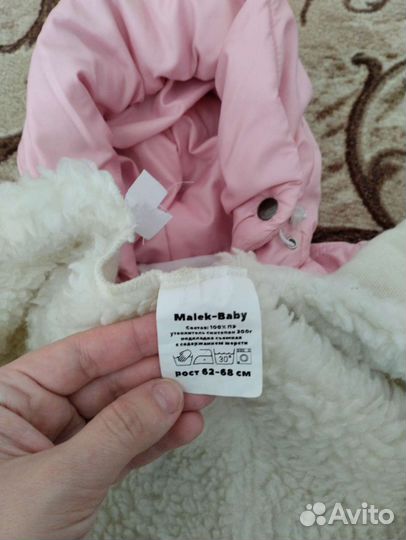 Malek-Baby
Состав: 100% ПЭ
утеплитель синтепон 200г
подкладка съемная
с содержанием шерсти
30°
рост 62-68 см
Avito